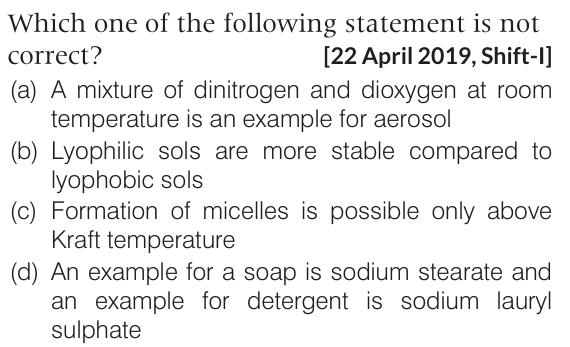 Which one of the following statement is not
correct? [22 April 2019, Shift-I]
(a) A mixture of dinitrogen and dioxygen at room
temperature is an example for aerosol
(b) Lyophilic sols are more stable compared to
lyophobic sols
(c) Formation of micelles is possible only above
Kraft temperature
(d) An example for a soap is sodium stearate and
an example for detergent is sodium lauryl
sulphate